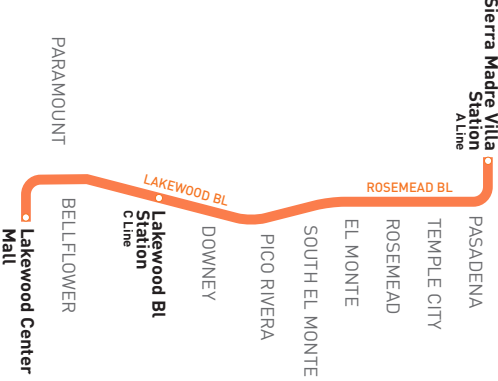 Sierra Madre Villa
Station
A Line
PASADENA
TEMPLE CITY
ROSEMEAD
ROSEMEAD BL
EL MONTE
SOUTH EL MONTE
PICO RIVERA
DOWNEY
LAKEWOOD BL
Lakewood Bl
Station
C Line
PARAMOUNT
BELLFLOWER
Lakewood Center
Mall